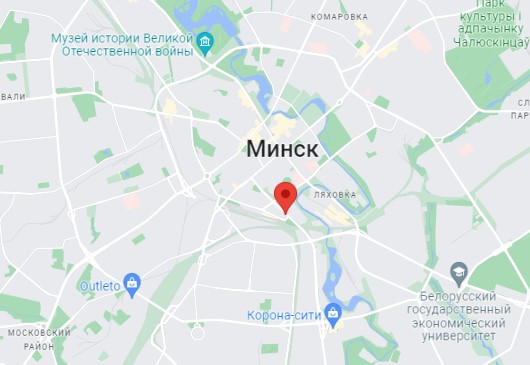 Парк
культуры і
адпачынку
Чалюскінцаў
КОМАРОВКА
Музей истории Великой
Отечественной войны
ВАЛИ
СЛ
ПАР
Минск
ЛЯХОВКА
Outleto
Корона-сити
Белорусский
государственный
экономический
университет
МОСКОВСКИЙ
РАЙОН